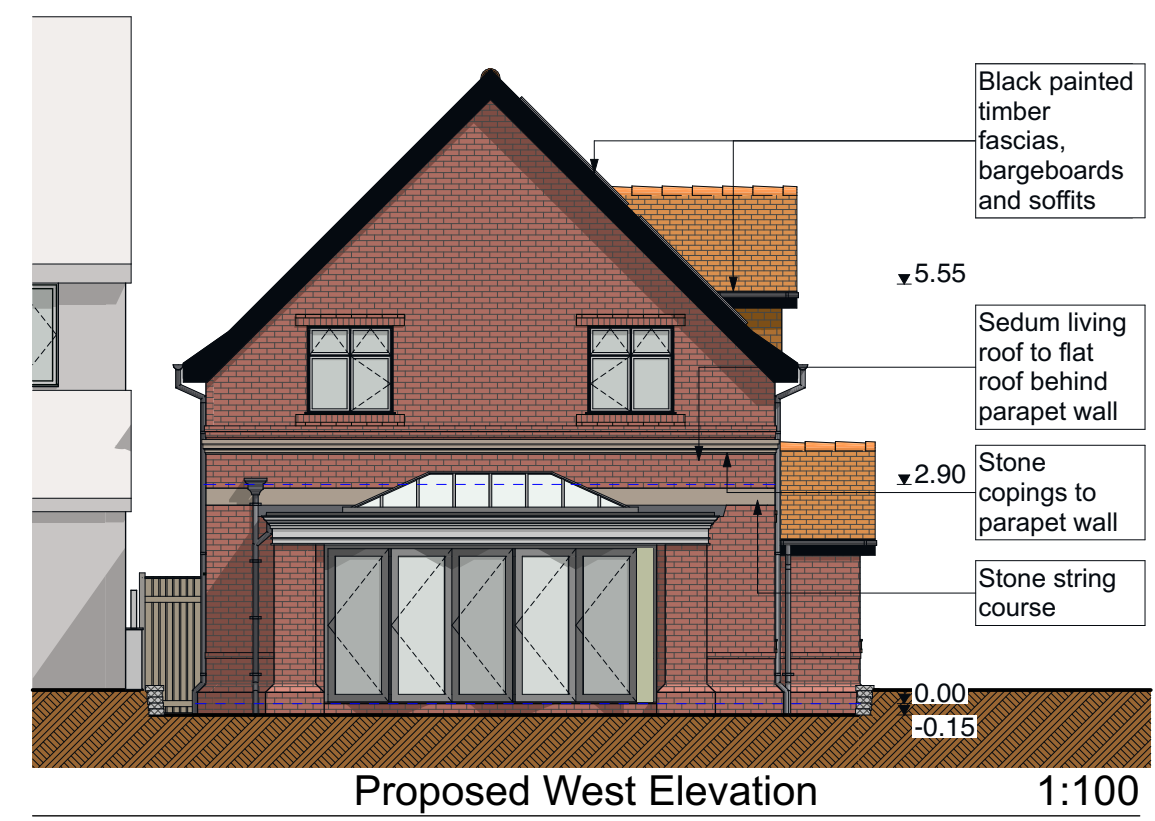 Black painted
timber
fascias,
bargeboards
and soffits
5.55
Sedum living
roof to flat
roof behind
parapet wall
2.90
Stone
copings to
parapet wall
Stone string
course
0.00
-0.15
Proposed West Elevation 1:100